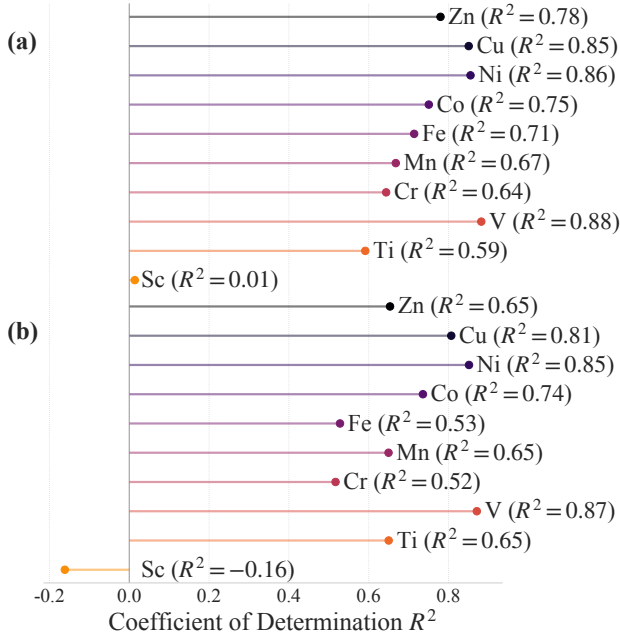 Zn (R² = 0.78)
(a)
Cu (R² = 0.85)
Ni (R² = 0.86)
Co (R² = 0.75)
Fe (R² = 0.71)
Mn (R² = 0.67)
Cr (R² = 0.64)
V (R² = 0.88)
Ti (R² = 0.59)
Sc (R² = 0.01)
Zn (R² = 0.65)
(b)
Cu (R² = 0.81)
Ni (R² = 0.85)
Co (R² = 0.74)
Fe (R² = 0.53)
Mn (R² = 0.65)
Cr (R² = 0.52)
V (R² = 0.87)
Ti (R² = 0.65)
Sc (R² = −0.16)
-0.2 0.0 0.2 0.4 0.6 0.8
Coefficient of Determination R²